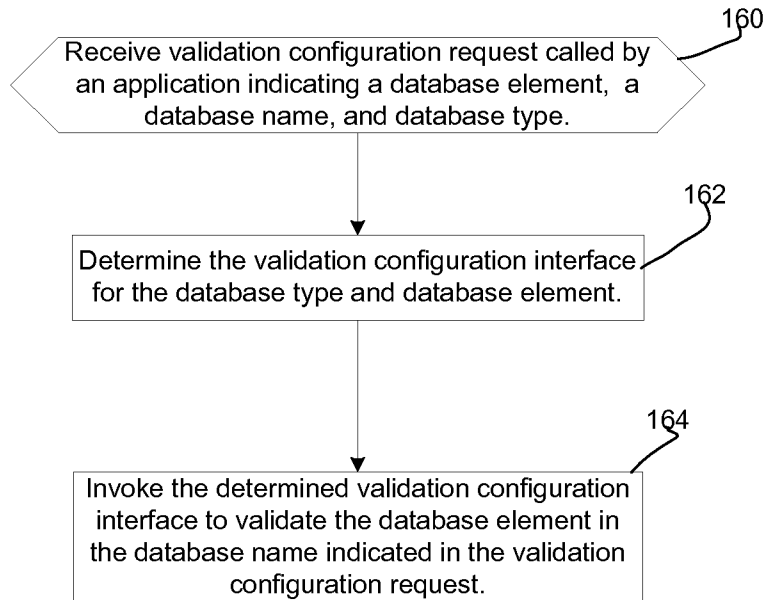 160
Receive validation configuration request called by
an application indicating a database element, a
database name, and database type.
162
Determine the validation configuration interface
for the database type and database element.
164
Invoke the determined validation configuration
interface to validate the database element in
the database name indicated in the validation
configuration request.